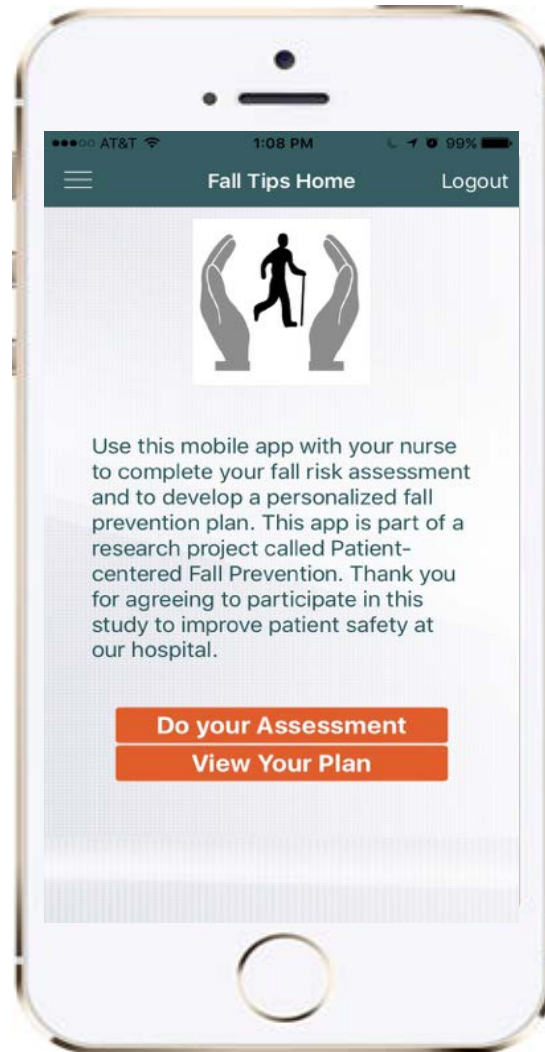 AT&T 1:08 PM 99%
Fall Tips Home Logout
Use this mobile app with your nurse
to complete your fall risk assessment
and to develop a personalized fall
prevention plan. This app is part of a
research project called Patient-
centered Fall Prevention. Thank you
for agreeing to participate in this
study to improve patient safety at
our hospital.
Do your Assessment
View Your Plan